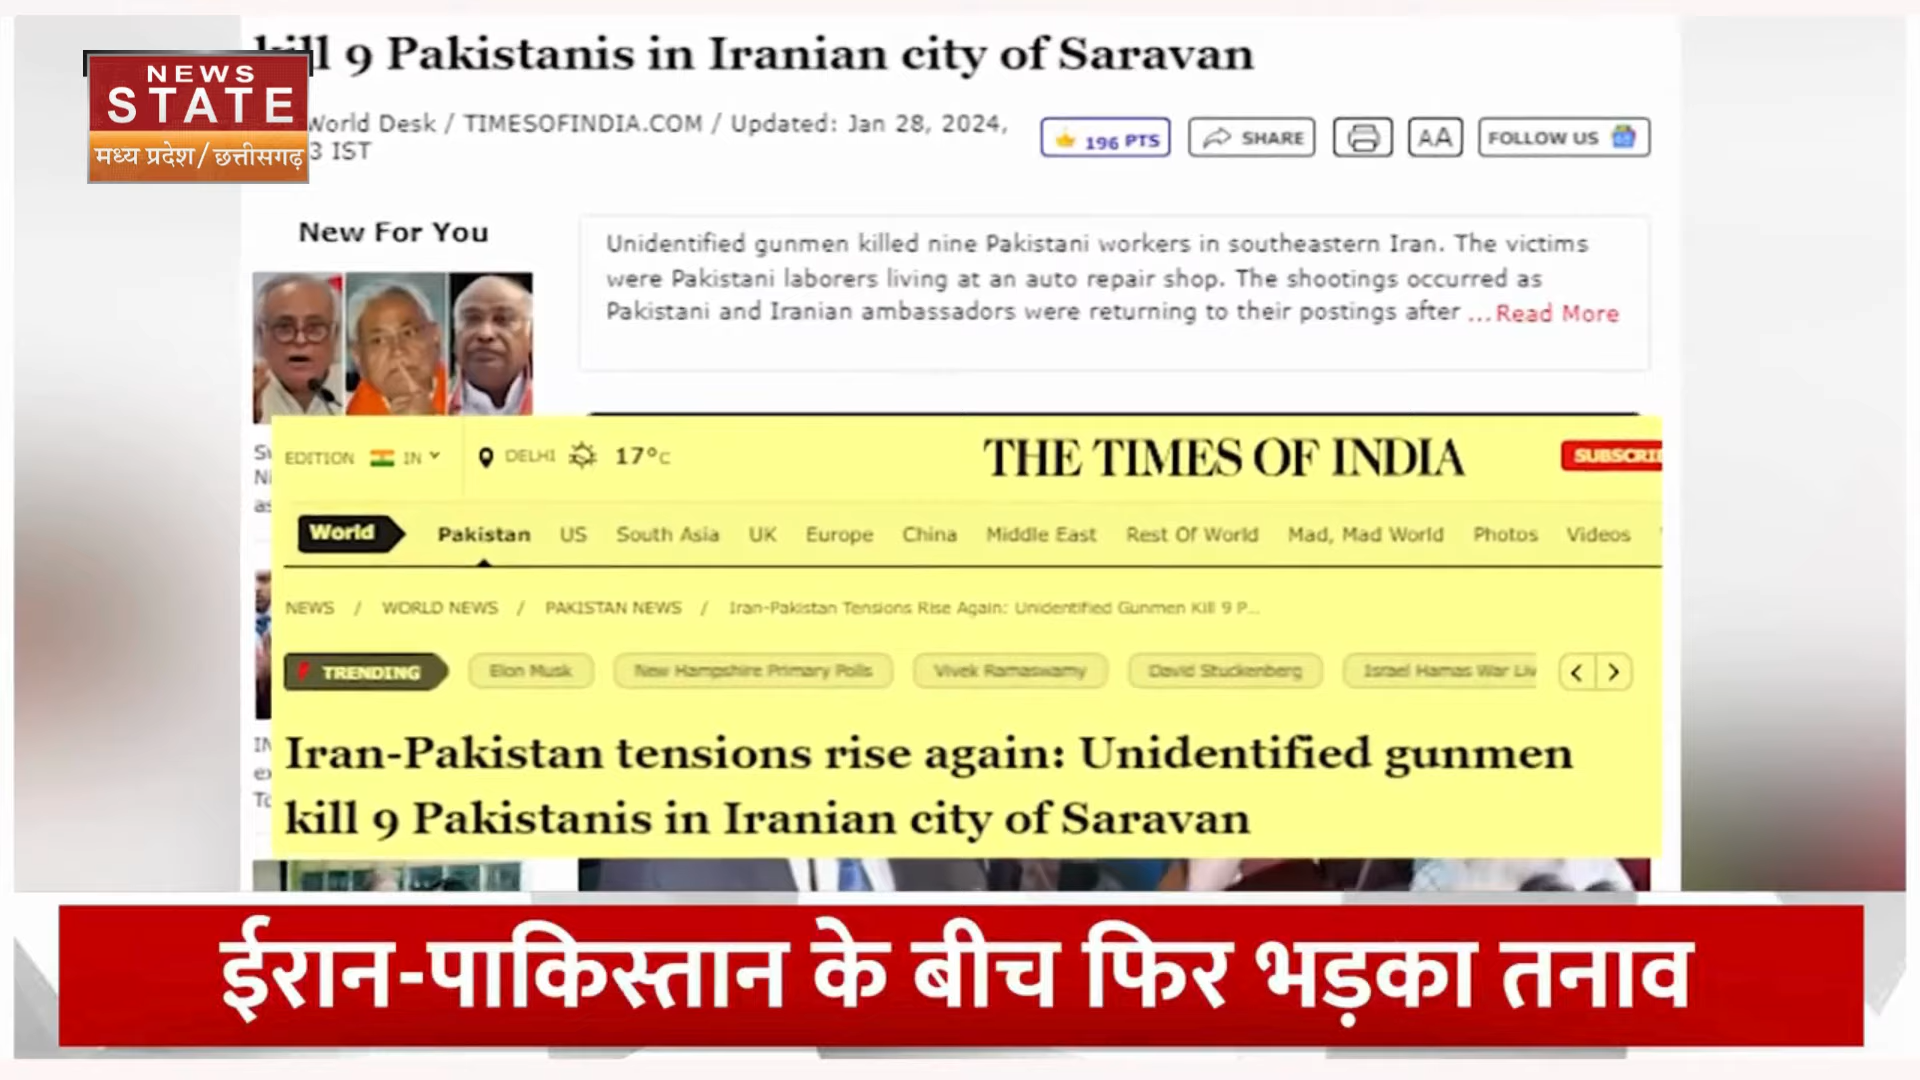 kill 9 Pakistanis in Iranian city of Saravan
NEWS
STATE
मध्य प्रदेश/छत्तीसगढ़
World Desk / TIMESOFINDIA.COM / Updated: Jan 28, 2024,
3 IST
196 PTS
SHARE
AA
FOLLOW US
New For You
Unidentified gunmen killed nine Pakistani workers in southeastern Iran. The victims
were Pakistani laborers living at an auto repair shop. The shootings occurred as
Pakistani and Iranian ambassadors were returning to their postings after ...Read More
EDITION IN
DELHI 17°C
THE TIMES OF INDIA
World Pakistan US South Asia UK Europe China Middle East Rest Of World Mad, Mad World Photos Videos
NEWS / WORLD NEWS / PAKISTAN NEWS / Iran-Pakistan Tensions Rise Again: Unidentified Gunmen Kill 9 P...
TRENDING Elon Musk New Hampshire Primary Polls Vivek Ramaswamy David Stuckenberg Israel Hamas War Liv
Iran-Pakistan tensions rise again: Unidentified gunmen
kill 9 Pakistanis in Iranian city of Saravan
ईरान-पाकिस्तान के बीच फिर भड़का तनाव